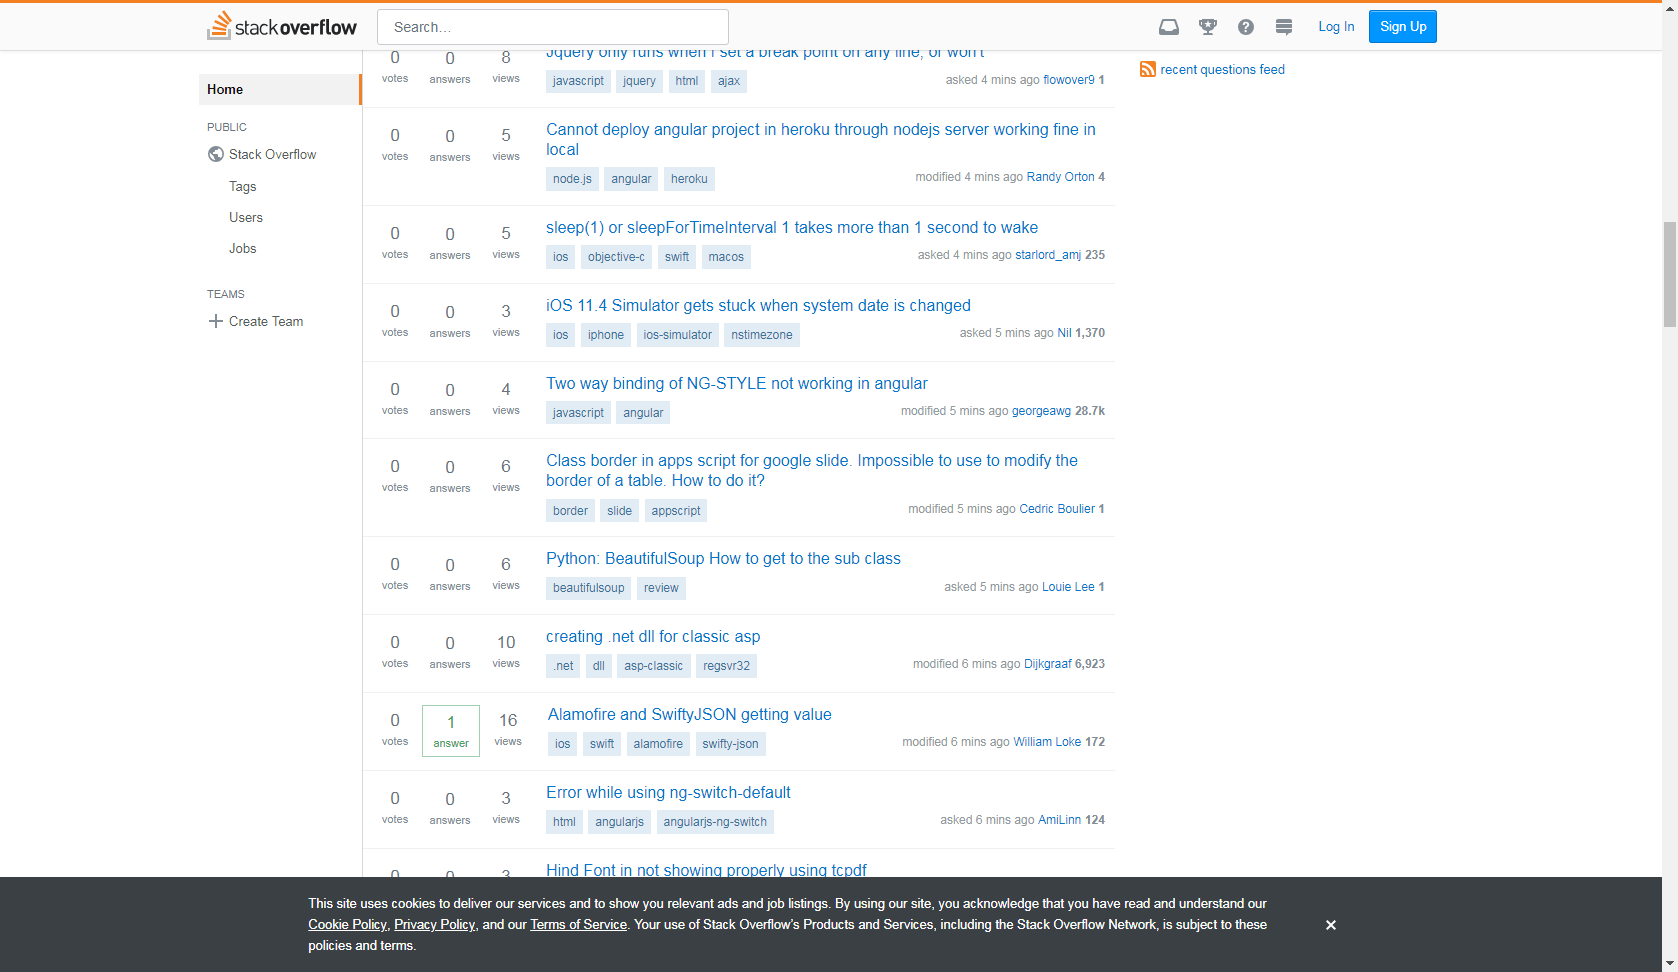 stackoverflow
Search...
?
Log In
Sign Up
Home
PUBLIC
Stack Overflow
Tags
Users
Jobs
TEAMS
Create Team
0 votes 0 answers 8 views
Jquery only runs when I set a break point on any line, or won't
javascript jquery html ajax
asked 4 mins ago flowover9 1
0 votes 0 answers 5 views
Cannot deploy angular project in heroku through nodejs server working fine in
local
node.js angular heroku
modified 4 mins ago Randy Orton 4
0 votes 0 answers 5 views
sleep(1) or sleepForTimeInterval 1 takes more than 1 second to wake
ios objective-c swift macos
asked 4 mins ago starlord_amj 235
0 votes 0 answers 3 views
iOS 11.4 Simulator gets stuck when system date is changed
ios iphone ios-simulator nstimezone
asked 5 mins ago Nil 1,370
0 votes 0 answers 4 views
Two way binding of NG-STYLE not working in angular
javascript angular
modified 5 mins ago georgeawg 28.7k
0 votes 0 answers 6 views
Class border in apps script for google slide. Impossible to use to modify the
border of a table. How to do it?
border slide appscript
modified 5 mins ago Cedric Boulier 1
0 votes 0 answers 6 views
Python: BeautifulSoup How to get to the sub class
beautifulsoup review
asked 5 mins ago Louie Lee 1
0 votes 0 answers 10 views
creating .net dll for classic asp
.net dll asp-classic regsvr32
modified 6 mins ago Dijkgraaf 6,923
0 votes 1 answer 16 views
Alamofire and SwiftyJSON getting value
ios swift alamofire swifty-json
modified 6 mins ago William Loke 172
0 votes 0 answers 3 views
Error while using ng-switch-default
html angularjs angularjs-ng-switch
asked 6 mins ago AmiLinn 124
0 0 3
Hind Font in not showing properly using tcpdf
recent questions feed
This site uses cookies to deliver our services and to show you relevant ads and job listings. By using our site, you acknowledge that you have read and understand our
Cookie Policy, Privacy Policy, and our Terms of Service. Your use of Stack Overflow's Products and Services, including the Stack Overflow Network, is subject to these
policies and terms.